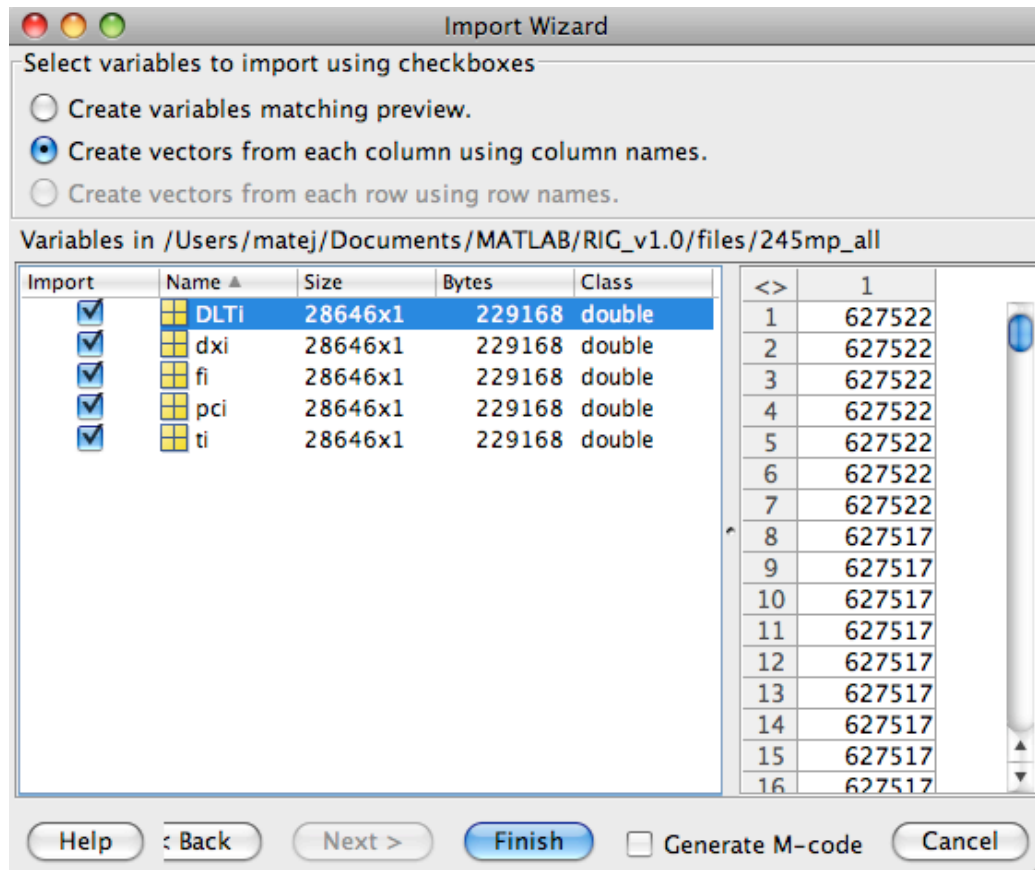 Import Wizard
Select variables to import using checkboxes
Create variables matching preview.
Create vectors from each column using column names.
Create vectors from each row using row names.
Variables in /Users/matej/Documents/MATLAB/RIG_v1.0/files/245mp_all
Import Name Size Bytes Class <> 1
DLTi 28646x1 229168 double 1 627522
dxi 28646x1 229168 double 2 627522
fi 28646x1 229168 double 3 627522
pci 28646x1 229168 double 4 627522
ti 28646x1 229168 double 5 627522
6 627522
7 627522
8 627517
9 627517
10 627517
11 627517
12 627517
13 627517
14 627517
15 627517
16 627517
Help < Back Next > Finish Generate M-code Cancel